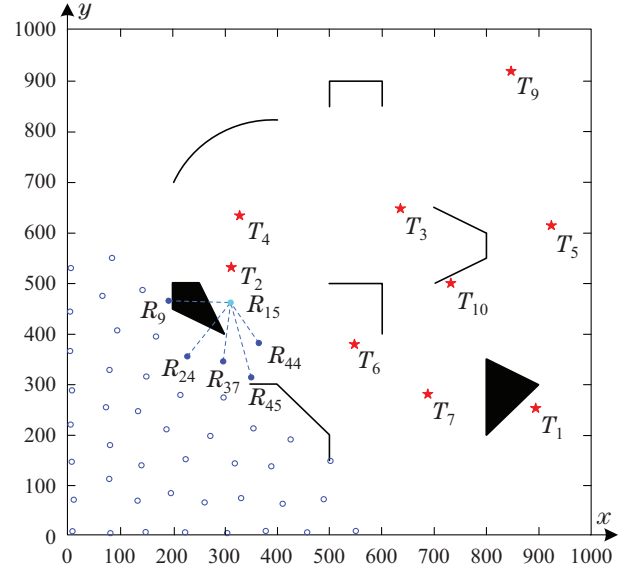 y
1000
900
T₉
800
700
T₄
T₃
T₅
600
T₂
500
R₉
R₁₅
T₁₀
400
R₂₄
R₃₇
R₄₄
T₆
300
R₄₅
T₇
T₁
200
100
x
0
0 100 200 300 400 500 600 700 800 900 1000